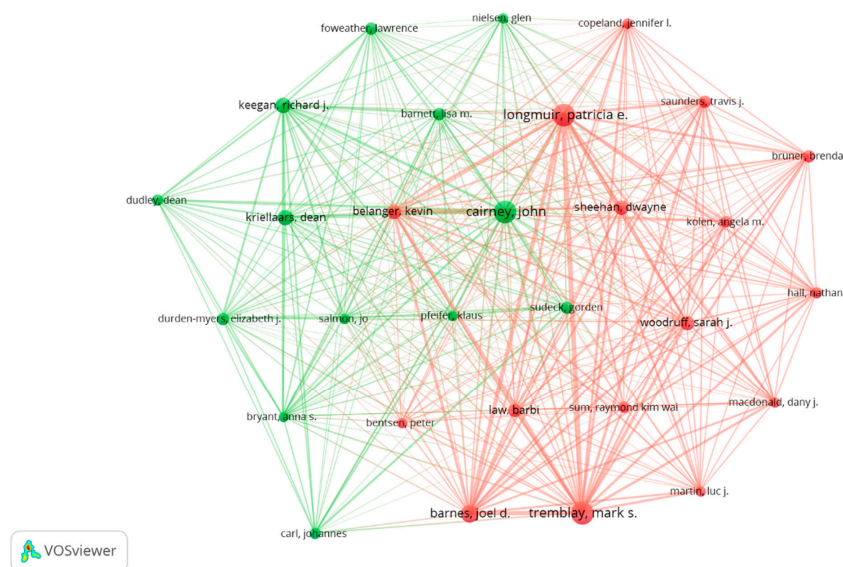 nielsen, glen
copeland, jennifer l.
foweather, lawrence
keegan, richard j.
saunders, travis j.
barnett, lisa m.
longmuir, patricia e.
bruner, brenda
dudley, dean
belanger, kevin
cairney, john
sheehan, dwayne
kriellaars, dean
kolen, angela m.
hall, nathan
sudeck, gorden
durden-myers, elizabeth j.
salmon, jo
pfeifer, klaus
woodruff, sarah j.
macdonald, dany j.
law, barbi
sum, raymond kim wai
bryant, anna s.
bentsen, peter
martin, luc j.
barnes, joel d.
tremblay, mark s.
carl, johannes
VOSviewer